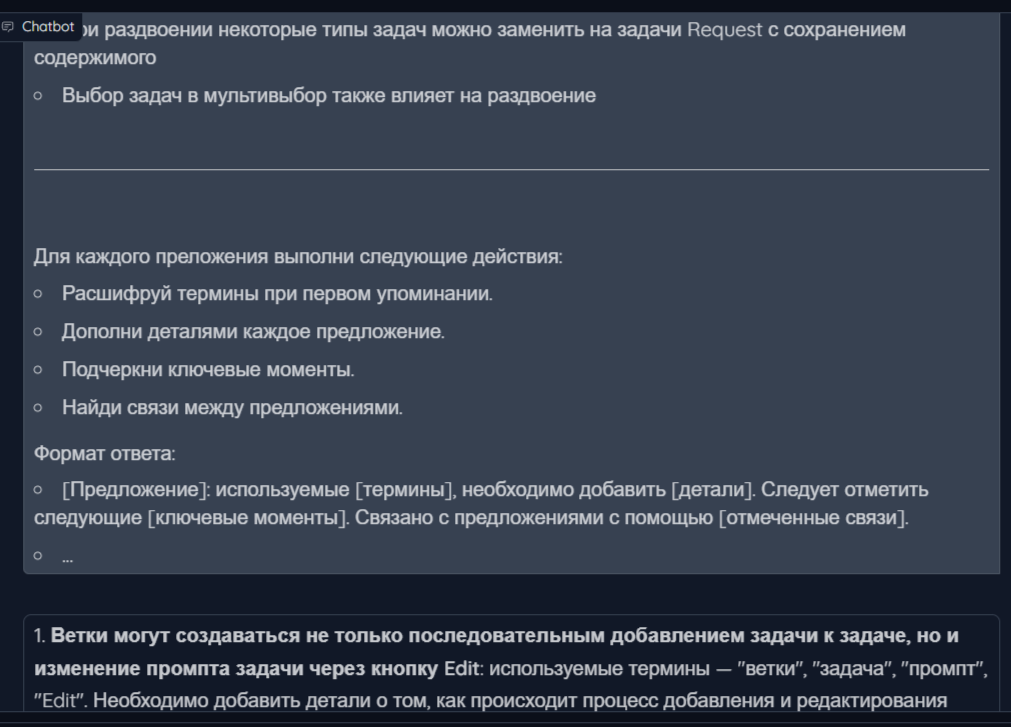 Chatbot
ри раздвоении некоторые типы задач можно заменить на задачи Request с сохранением
содержимого
Выбор задач в мультивыбор также влияет на раздвоение
Для каждого преложения выполни следующие действия:
Расшифруй термины при первом упоминании.
Дополни деталями каждое предложение.
Подчеркни ключевые моменты.
Найди связи между предложениями.
Формат ответа:
[Предложение]: используемые [термины], необходимо добавить [детали]. Следует отметить
следующие [ключевые моменты]. Связано с предложениями с помощью [отмеченные связи].
...
1. Ветки могут создаваться не только последовательным добавлением задачи к задаче, но и
изменение промпта задачи через кнопку Edit: используемые термины — "ветки", "задача", "промпт",
"Edit". Необходимо добавить детали о том, как происходит процесс добавления и редактирования